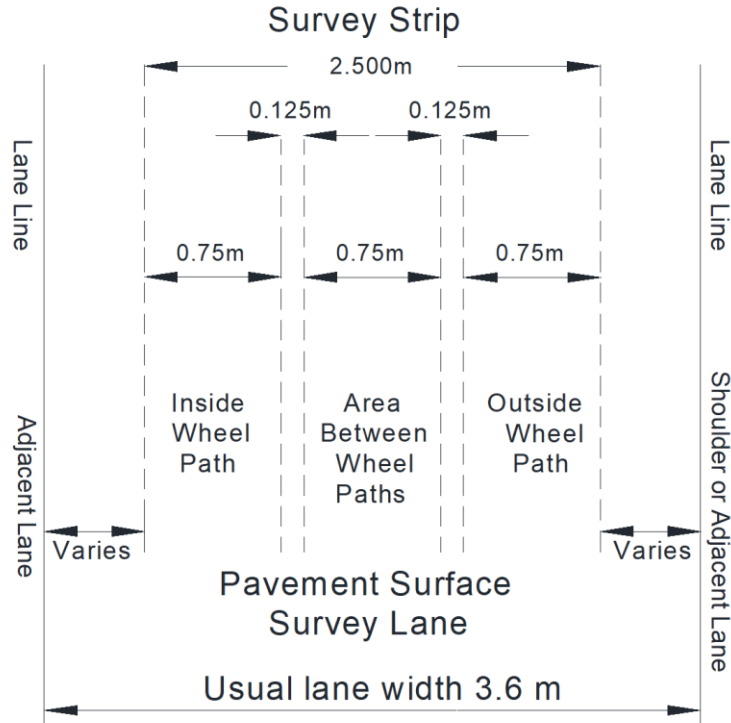 Survey Strip
2.500m
0.125m 0.125m
Lane Line
Lane Line
0.75m 0.75m 0.75m
Inside
Wheel
Path
Area
Between
Wheel
Paths
Outside
Wheel
Path
Adjacent Lane
Shoulder or Adjacent Lane
Varies
Varies
Pavement Surface
Survey Lane
Usual lane width 3.6 m